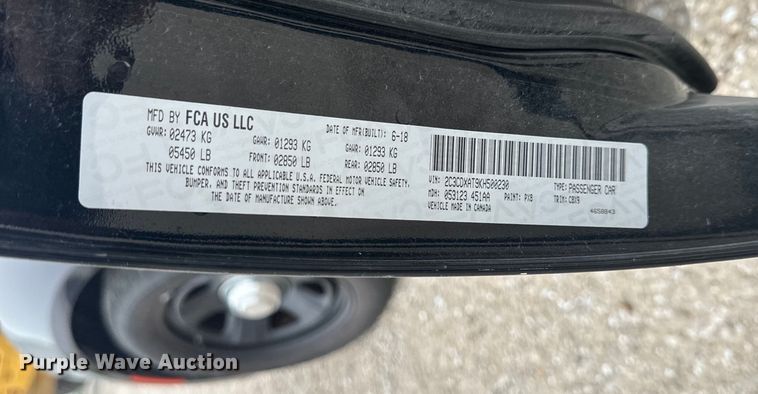 MFD BY FCA US LLC
DATE OF MFR(BUILT): 6-18
GVWR: 02473 KG GAWR: 01293 KG GAWR: 01293 KG
05450 LB FRONT: 02850 LB REAR: 02850 LB
THIS VEHICLE CONFORMS TO ALL APPLICABLE U.S.A. FEDERAL MOTOR VEHICLE SAFETY,
BUMPER, AND THEFT PREVENTION STANDARDS IN EFFECT ON
THE DATE OF MANUFACTURE SHOWN ABOVE.
VIN: 2C3CDXAT9KH500230 TYPE: PASSENGER CAR
MDH: 053123 451AA PAINT: PX8 TRIM: C8X9
VEHICLE MADE IN CANADA 4658843
Purple Wave Auction